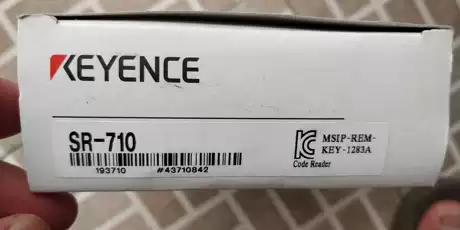 KEYENCE
SR-710
193710 #43710842
MSIP-REM-
KEY-1283A
Code Reader